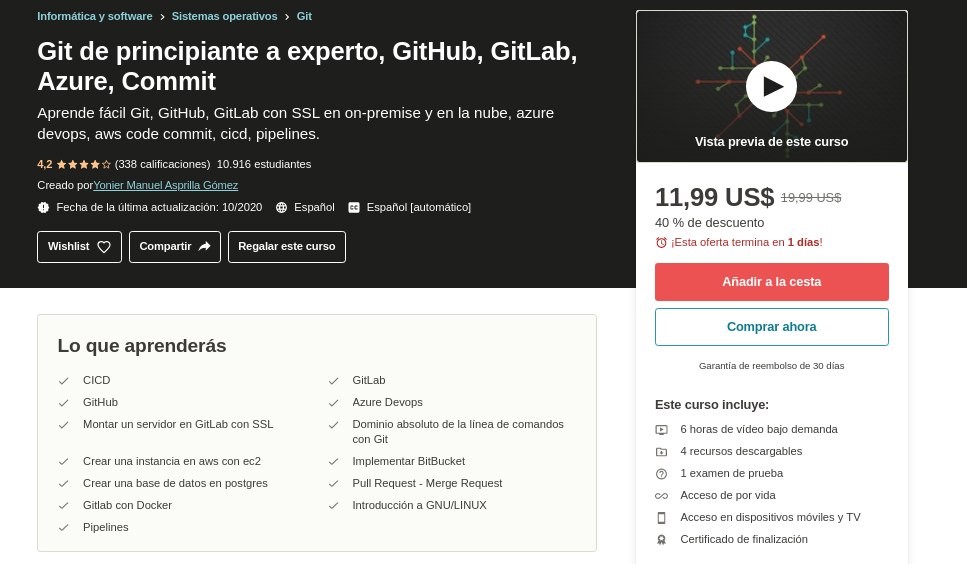 Informática y software > Sistemas operativos > Git
Git de principiante a experto, GitHub, GitLab,
Azure, Commit
Aprende fácil Git, GitHub, GitLab con SSL en on-premise y en la nube, azure
devops, aws code commit, cicd, pipelines.
4,2 (338 calificaciones) 10.916 estudiantes
Creado porYonier Manuel Asprilla Gómez
Fecha de la última actualización: 10/2020 Español Español [automático]
Wishlist Compartir Regalar este curso
Vista previa de este curso
11,99 US$ 19,99 US$
40 % de descuento
¡Esta oferta termina en 1 días!
Añadir a la cesta
Comprar ahora
Garantía de reembolso de 30 días
Este curso incluye:
6 horas de vídeo bajo demanda
4 recursos descargables
1 examen de prueba
Acceso de por vida
Acceso en dispositivos móviles y TV
Certificado de finalización
Lo que aprenderás
CICD
GitLab
GitHub
Azure Devops
Montar un servidor en GitLab con SSL
Dominio absoluto de la línea de comandos
con Git
Crear una instancia en aws con ec2
Implementar BitBucket
Crear una base de datos en postgres
Pull Request - Merge Request
Gitlab con Docker
Introducción a GNU/LINUX
Pipelines